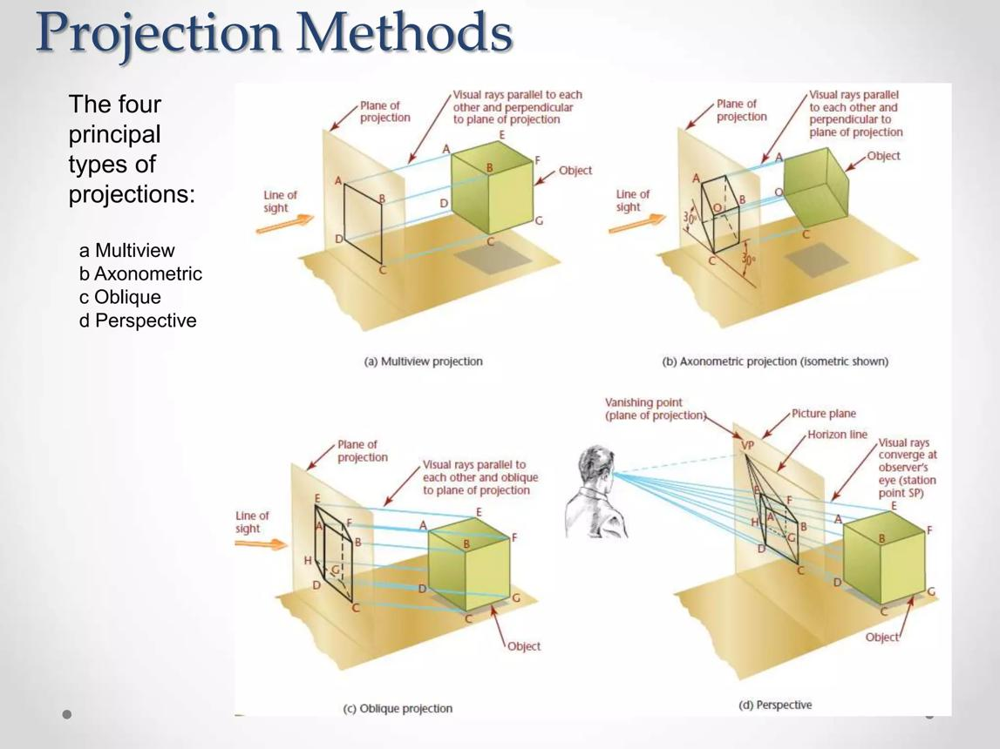 Projection Methods
The four
principal
types of
projections:
a Multiview
b Axonometric
c Oblique
d Perspective
Plane of
projection
Visual rays parallel to each
other and perpendicular
to plane of projection
Line of
sight
Object
A
B
C
D
A
B
C
D
E
F
G
(a) Multiview projection
Plane of
projection
Visual rays parallel
to each other and
perpendicular to
plane of projection
Line of
sight
Object
A
B
O
C
30°
30°
A
O
C
(b) Axonometric projection (isometric shown)
Plane of
projection
Visual rays parallel to
each other and oblique
to plane of projection
Line of
sight
E
A
F
B
H
G
D
C
E
A
F
B
D
G
C
Object
(c) Oblique projection
Vanishing point
(plane of projection)
Picture plane
Horizon line
Visual rays
converge at
observer's
eye (station
point SP)
VP
E
F
A
H
B
G
D
C
E
A
F
B
D
G
C
Object
(d) Perspective